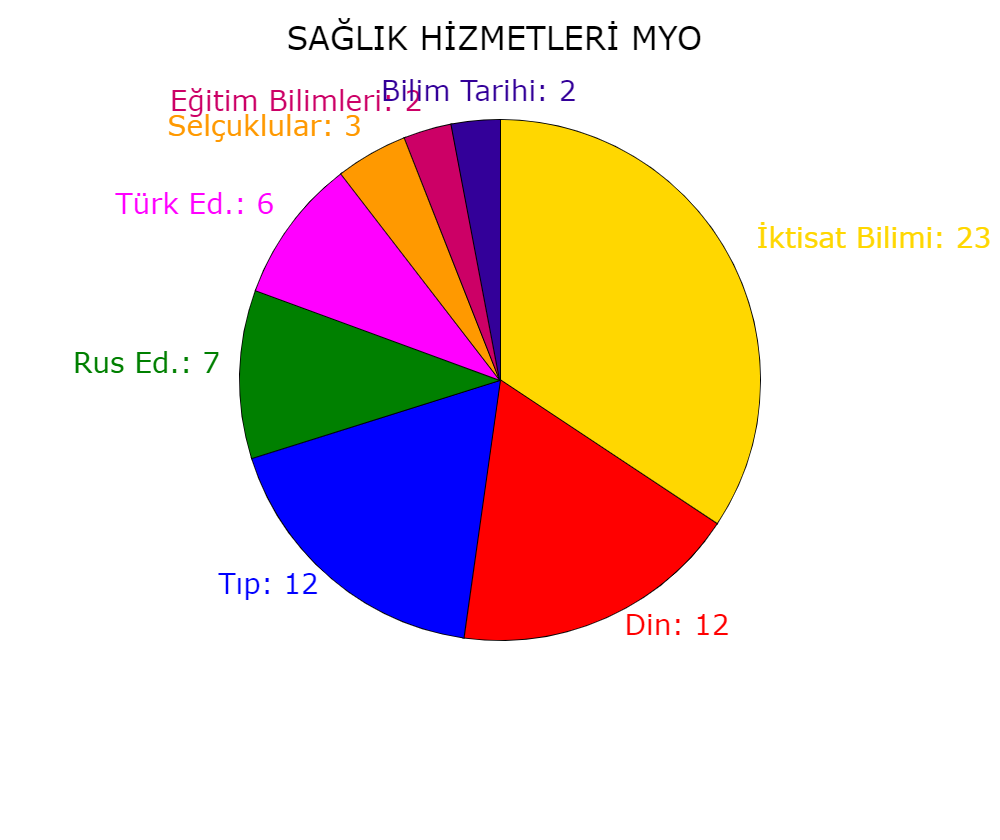 SAĞLIK HİZMETLERİ MYO
Bilim Tarihi: 2
Eğitim Bilimleri: 2
Selçuklular: 3
Türk Ed.: 6
İktisat Bilimi: 23
Rus Ed.: 7
Tıp: 12
Din: 12